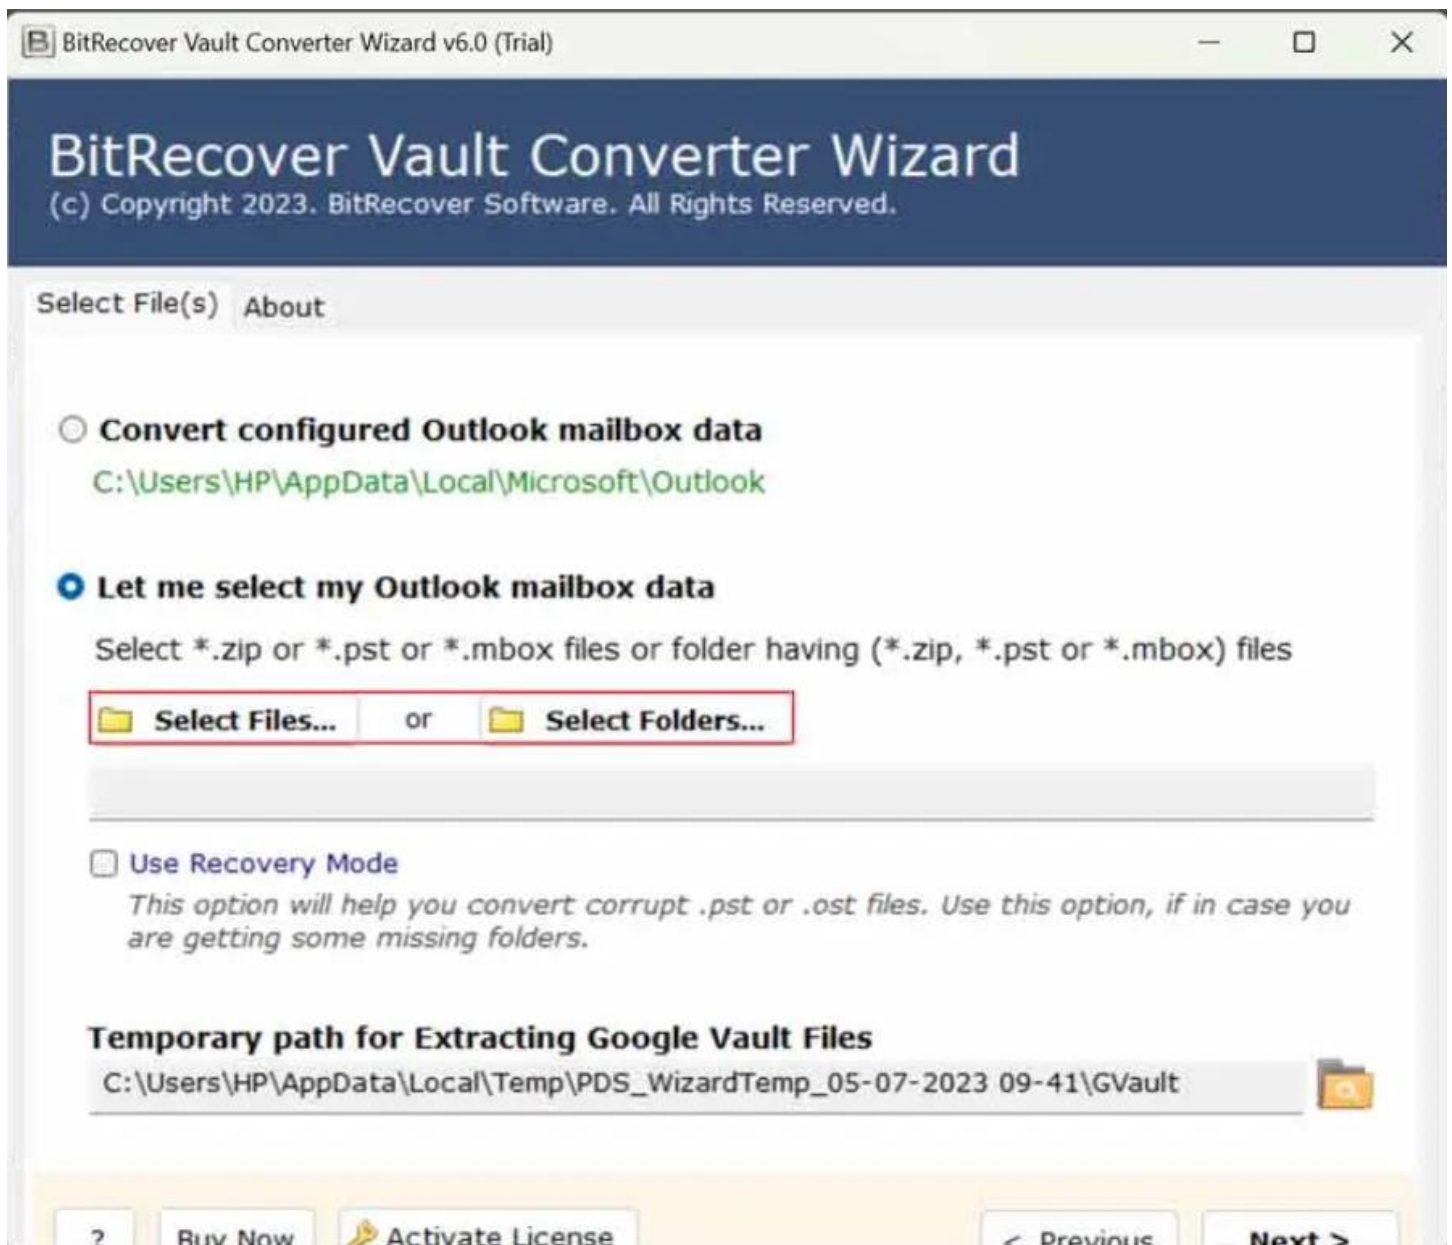 BitRecover Vault Converter Wizard v6.0 (Trial)
BitRecover Vault Converter Wizard
(c) Copyright 2023. BitRecover Software. All Rights Reserved.
Select File(s) About
Convert configured Outlook mailbox data
C:\Users\HP\AppData\Local\Microsoft\Outlook
Let me select my Outlook mailbox data
Select *.zip or *.pst or *.mbox files or folder having (*.zip, *.pst or *.mbox) files
Select Files... or Select Folders...
Use Recovery Mode
This option will help you convert corrupt .pst or .ost files. Use this option, if in case you
are getting some missing folders.
Temporary path for Extracting Google Vault Files
C:\Users\HP\AppData\Local\Temp\PDS_WizardTemp_05-07-2023 09-41\GVault
? Buy Now Activate License < Previous Next >